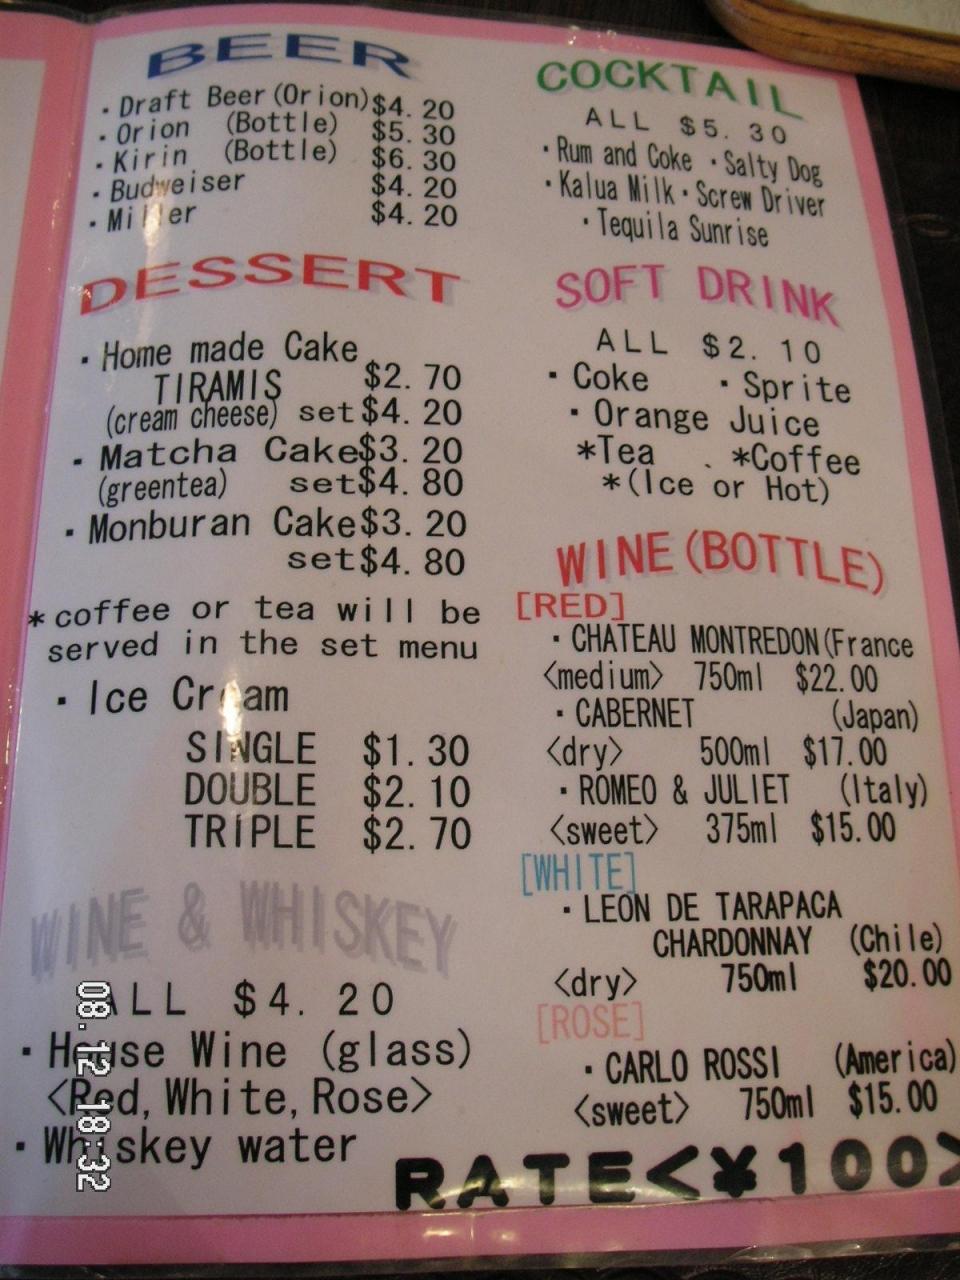 BEER
・Draft Beer(Orion)$4.20
・Orion (Bottle) $5.30
・Kirin (Bottle) $6.30
・Budweiser $4.20
・Miller $4.20
DESSERT
・Home made Cake
TIRAMIS $2.70
(cream cheese) set$4.20
・Matcha Cake$3.20
(greentea) set$4.80
・Monburan Cake$3.20
set$4.80
*coffee or tea will be
served in the set menu
・Ice Cream
SINGLE $1.30
DOUBLE $2.10
TRIPLE $2.70
WINE & WHISKEY
ALL $4.20
・House Wine (glass)
<Red, White, Rose>
・Whiskey water
COCKTAIL
ALL $5.30
・Rum and Coke ・Salty Dog
・Kalua Milk・Screw Driver
・Tequila Sunrise
SOFT DRINK
ALL $2.10
・Coke ・Sprite
・Orange Juice
*Tea . *Coffee
*(Ice or Hot)
WINE(BOTTLE)
[RED]
・CHATEAU MONTREDON(France
<medium> 750ml $22.00
・CABERNET (Japan)
<dry> 500ml $17.00
・ROMEO & JULIET (Italy)
<sweet> 375ml $15.00
[WHITE]
・LEON DE TARAPACA
CHARDONNAY (Chile)
<dry> 750ml $20.00
[ROSE]
・CARLO ROSSI (America)
<sweet> 750ml $15.00
RATE<¥100>
08.12 18:32